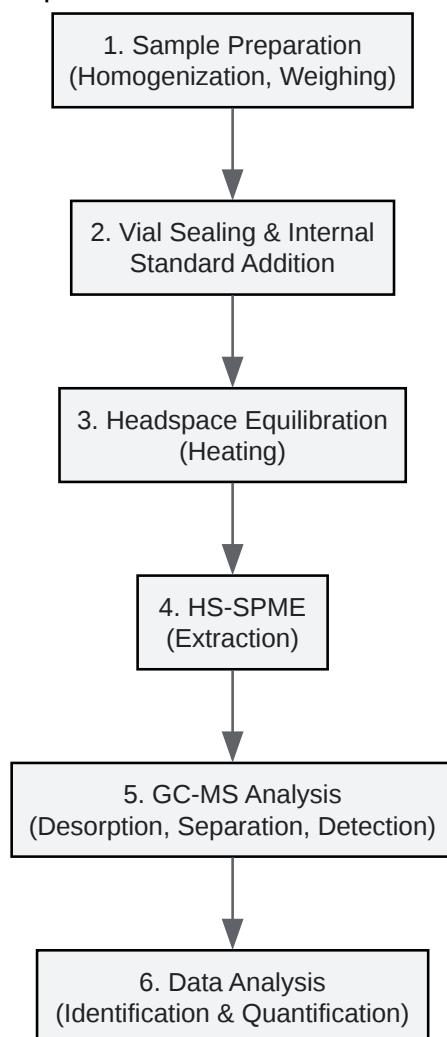 1. Sample Preparation
(Homogenization, Weighing)
2. Vial Sealing & Internal
Standard Addition
3. Headspace Equilibration
(Heating)
4. HS-SPME
(Extraction)
5. GC-MS Analysis
(Desorption, Separation, Detection)
6. Data Analysis
(Identification & Quantification)